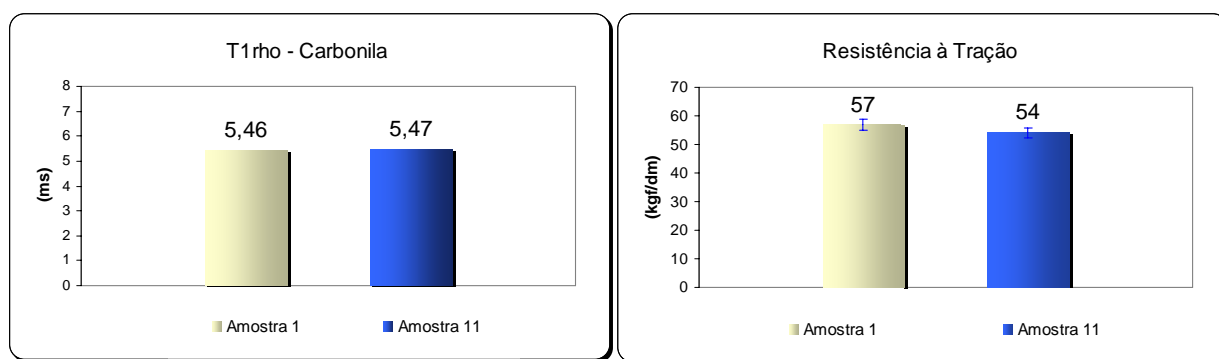 T1rho - Carbonila
(ms)
8
7
6
5
4
3
2
1
0
5,46
5,47
Amostra 1
Amostra 11
Resistência à Tração
(kgf/dm)
70
60
50
40
30
20
10
0
57
54
Amostra 1
Amostra 11